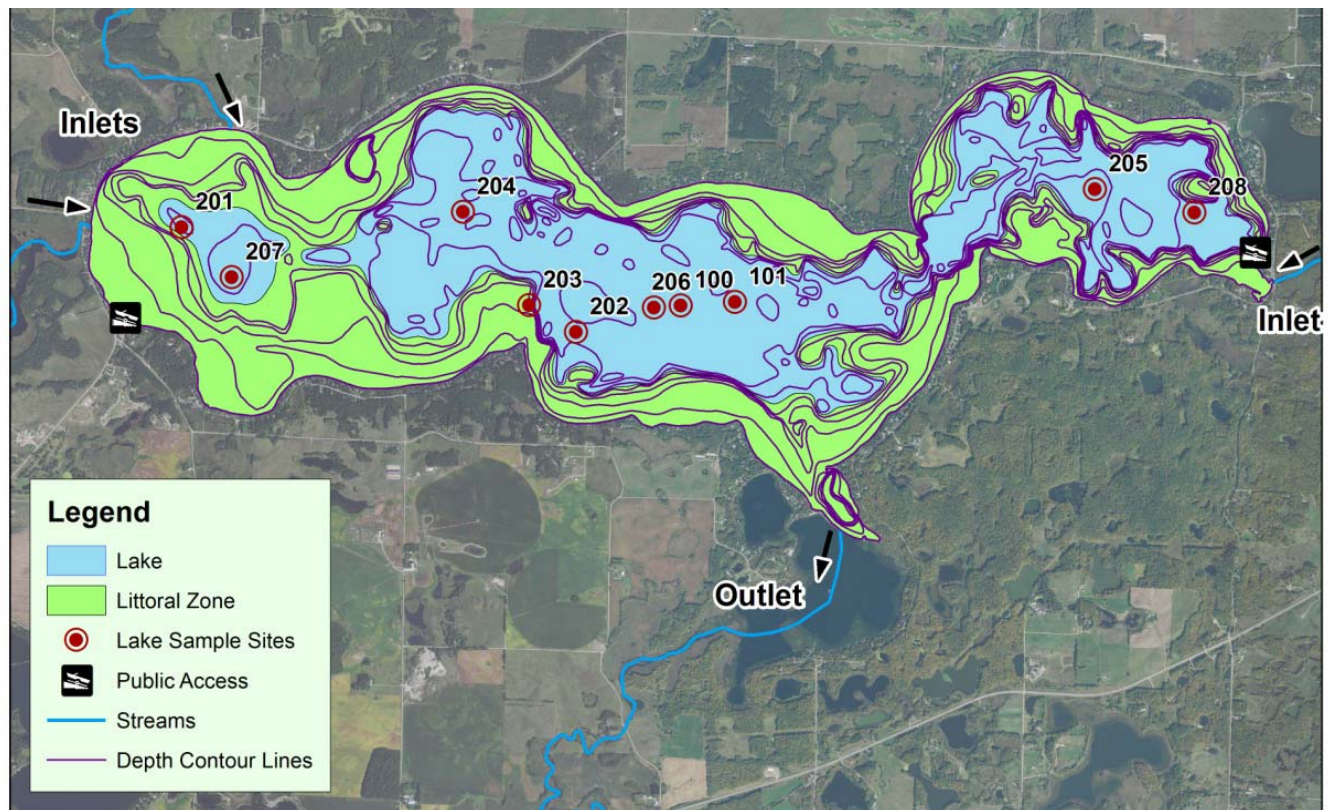 Inlets
201
207
204
203
202
206
100
101
205
208
Inlet
Outlet
Legend
Lake
Littoral Zone
Lake Sample Sites
Public Access
Streams
Depth Contour Lines